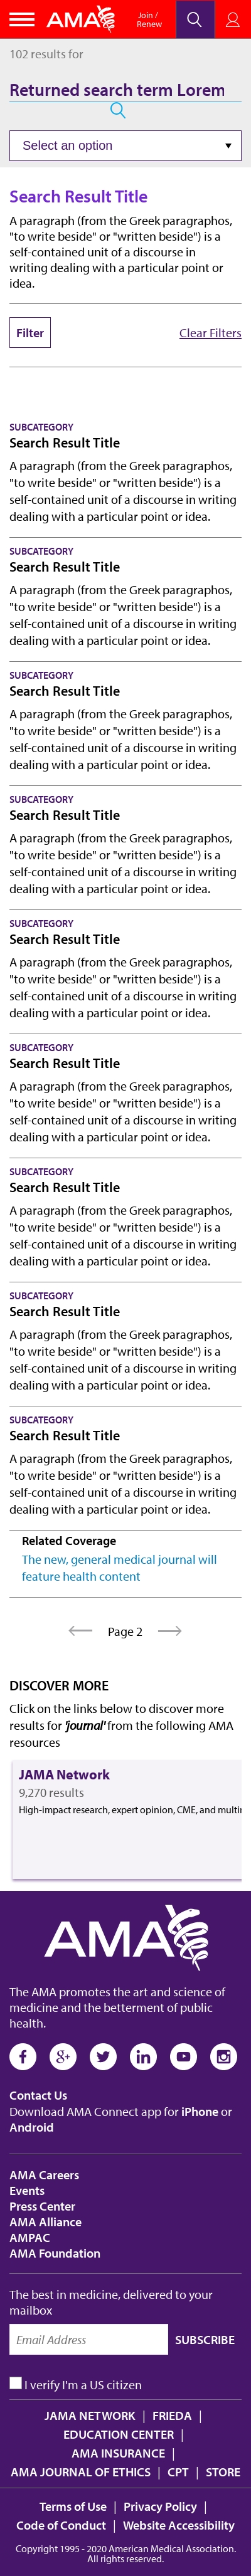 AMA
Join /
Renew
102 results for
Returned search term Lorem
Select an option
Search Result Title
A paragraph (from the Greek paragraphos,
"to write beside" or "written beside") is a
self-contained unit of a discourse in
writing dealing with a particular point or
idea.
Filter Clear Filters
SUBCATEGORY
Search Result Title
A paragraph (from the Greek paragraphos,
"to write beside" or "written beside") is a
self-contained unit of a discourse in writing
dealing with a particular point or idea.
SUBCATEGORY
Search Result Title
A paragraph (from the Greek paragraphos,
"to write beside" or "written beside") is a
self-contained unit of a discourse in writing
dealing with a particular point or idea.
SUBCATEGORY
Search Result Title
A paragraph (from the Greek paragraphos,
"to write beside" or "written beside") is a
self-contained unit of a discourse in writing
dealing with a particular point or idea.
SUBCATEGORY
Search Result Title
A paragraph (from the Greek paragraphos,
"to write beside" or "written beside") is a
self-contained unit of a discourse in writing
dealing with a particular point or idea.
SUBCATEGORY
Search Result Title
A paragraph (from the Greek paragraphos,
"to write beside" or "written beside") is a
self-contained unit of a discourse in writing
dealing with a particular point or idea.
SUBCATEGORY
Search Result Title
A paragraph (from the Greek paragraphos,
"to write beside" or "written beside") is a
self-contained unit of a discourse in writing
dealing with a particular point or idea.
SUBCATEGORY
Search Result Title
A paragraph (from the Greek paragraphos,
"to write beside" or "written beside") is a
self-contained unit of a discourse in writing
dealing with a particular point or idea.
SUBCATEGORY
Search Result Title
A paragraph (from the Greek paragraphos,
"to write beside" or "written beside") is a
self-contained unit of a discourse in writing
dealing with a particular point or idea.
SUBCATEGORY
Search Result Title
A paragraph (from the Greek paragraphos,
"to write beside" or "written beside") is a
self-contained unit of a discourse in writing
dealing with a particular point or idea.
Related Coverage
The new, general medical journal will
feature health content
Page 2
DISCOVER MORE
Click on the links below to discover more
results for 'journal' from the following AMA
resources
JAMA Network
9,270 results
High-impact research, expert opinion, CME, and
AMA
The AMA promotes the art and science of
medicine and the betterment of public
health.
Contact Us
Download AMA Connect app for iPhone or
Android
AMA Careers
Events
Press Center
AMA Alliance
AMPAC
AMA Foundation
The best in medicine, delivered to your
mailbox
Email Address SUBSCRIBE
I verify I'm a US citizen
JAMA NETWORK | FRIEDA |
EDUCATION CENTER |
AMA INSURANCE |
AMA JOURNAL OF ETHICS | CPT | STORE
Terms of Use | Privacy Policy |
Code of Conduct | Website Accessibility
Copyright 1995 - 2020 American Medical Association.
All rights reserved.